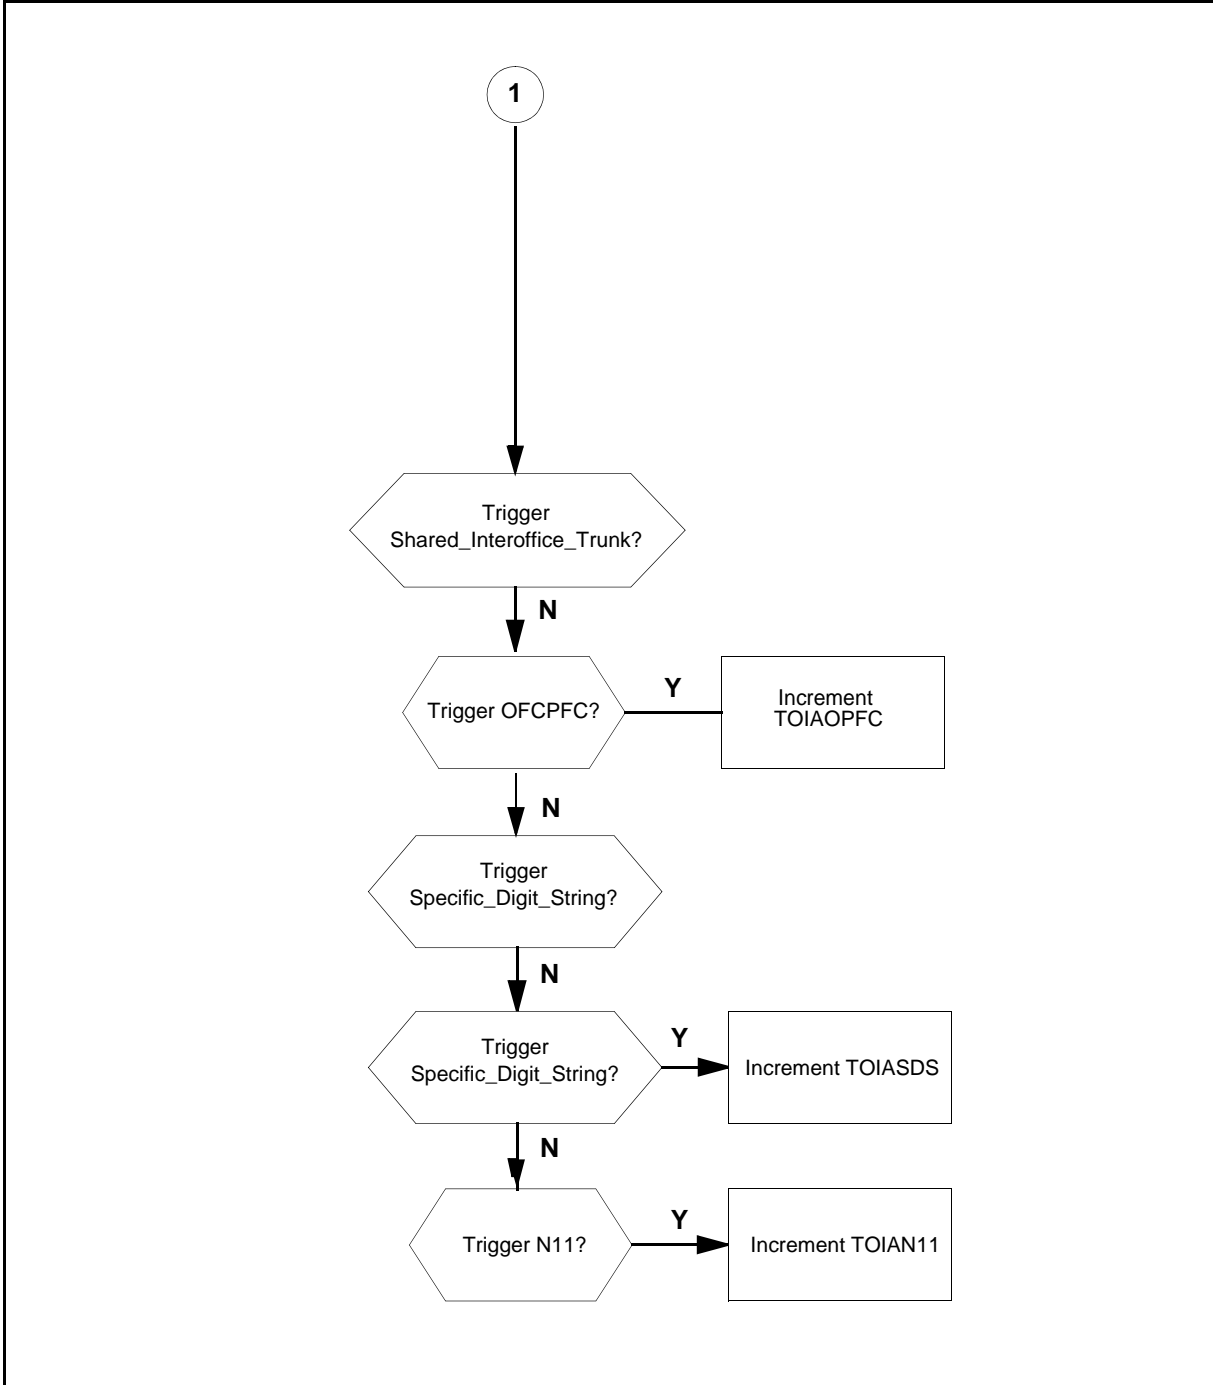 1
Trigger
Shared_Interoffice_Trunk?
N
Trigger OFCPFC?
Y
Increment
TOIAOPFC
N
Trigger
Specific_Digit_String?
N
Trigger
Specific_Digit_String?
Y
Increment TOIASDS
N
Trigger N11?
Y
Increment TOIAN11